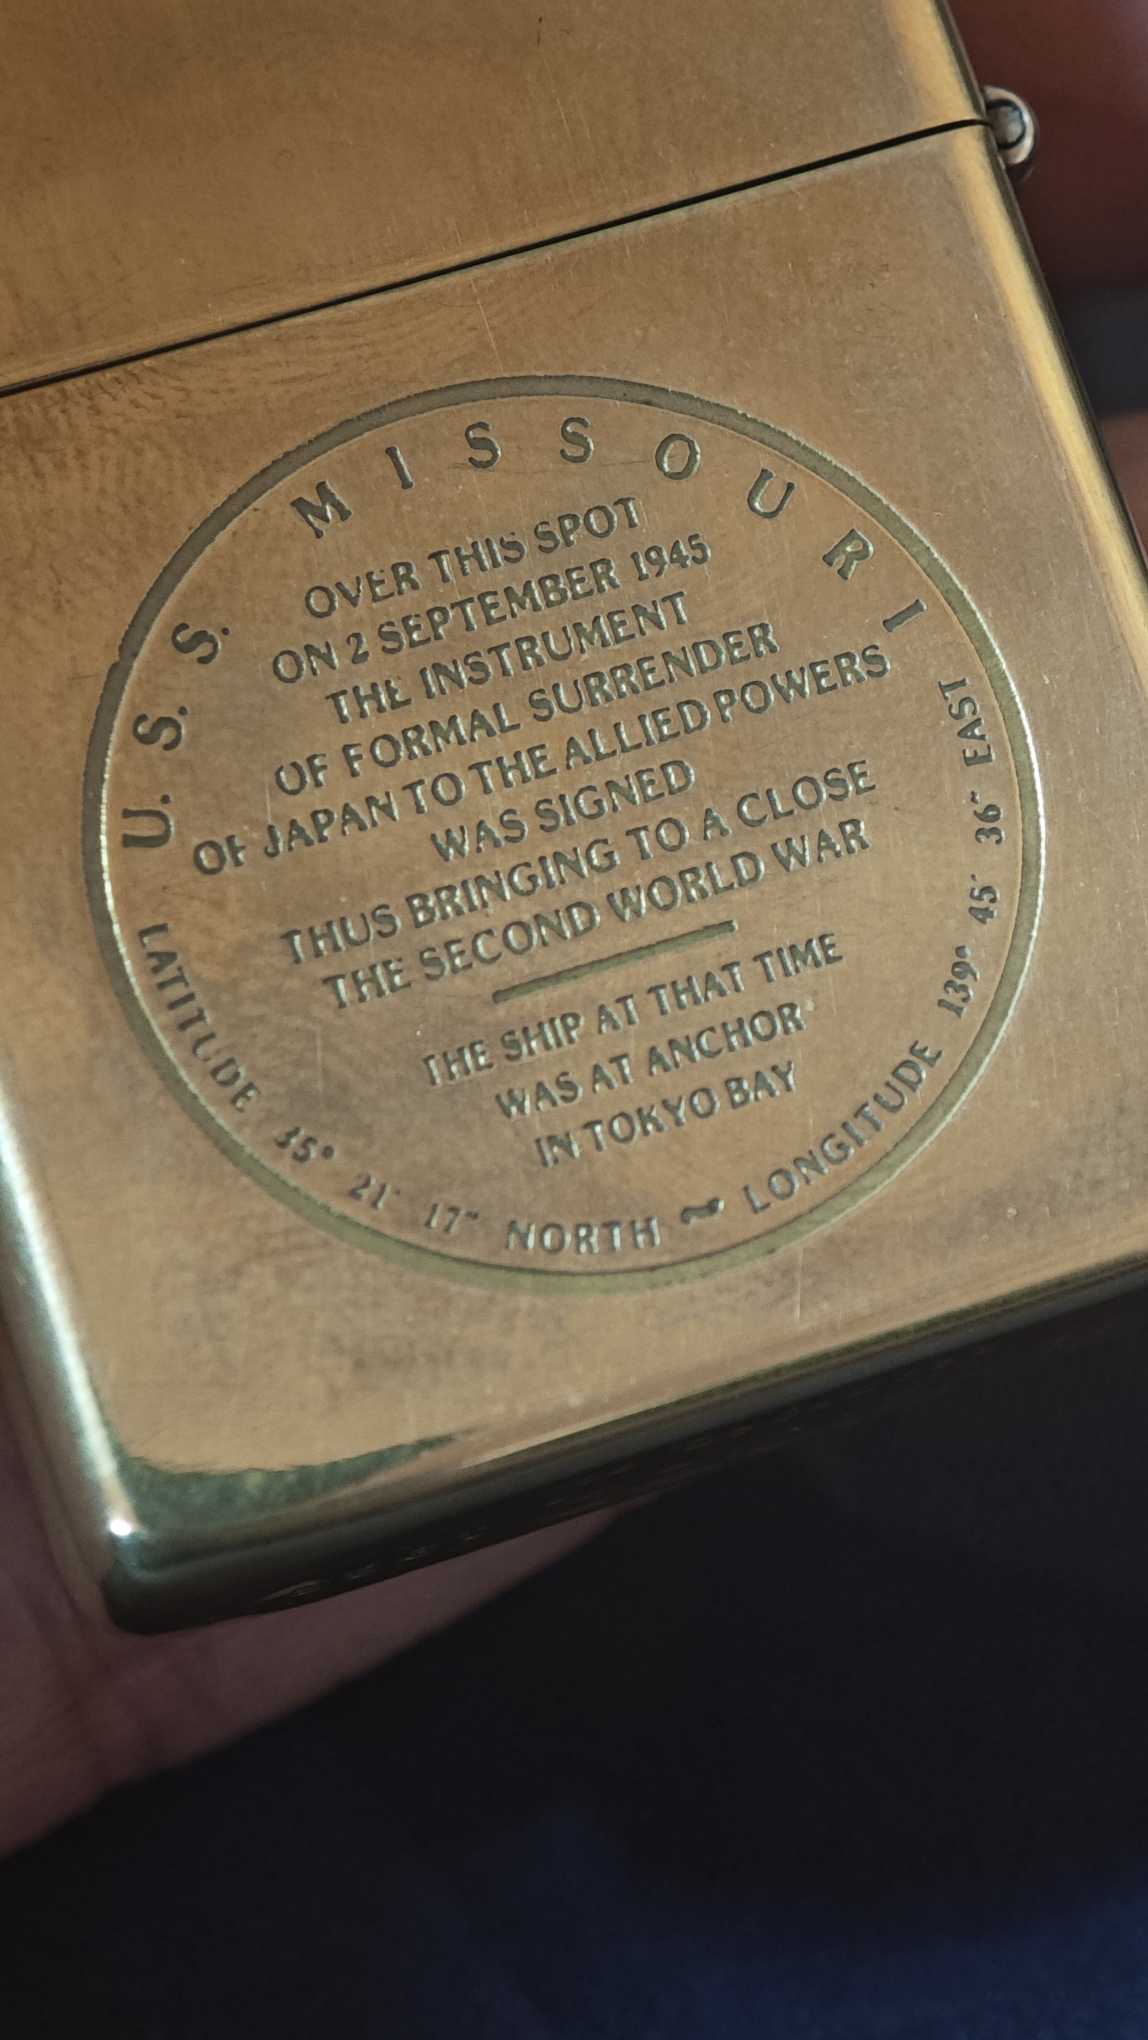 U.S.S. MISSOURI
OVER THIS SPOT
ON 2 SEPTEMBER 1945
THE INSTRUMENT
OF FORMAL SURRENDER
OF JAPAN TO THE ALLIED POWERS
WAS SIGNED
THUS BRINGING TO A CLOSE
THE SECOND WORLD WAR
THE SHIP AT THAT TIME
WAS AT ANCHOR
IN TOKYO BAY
LATITUDE 35° 21' 17" NORTH ~ LONGITUDE 139° 45' 36" EAST